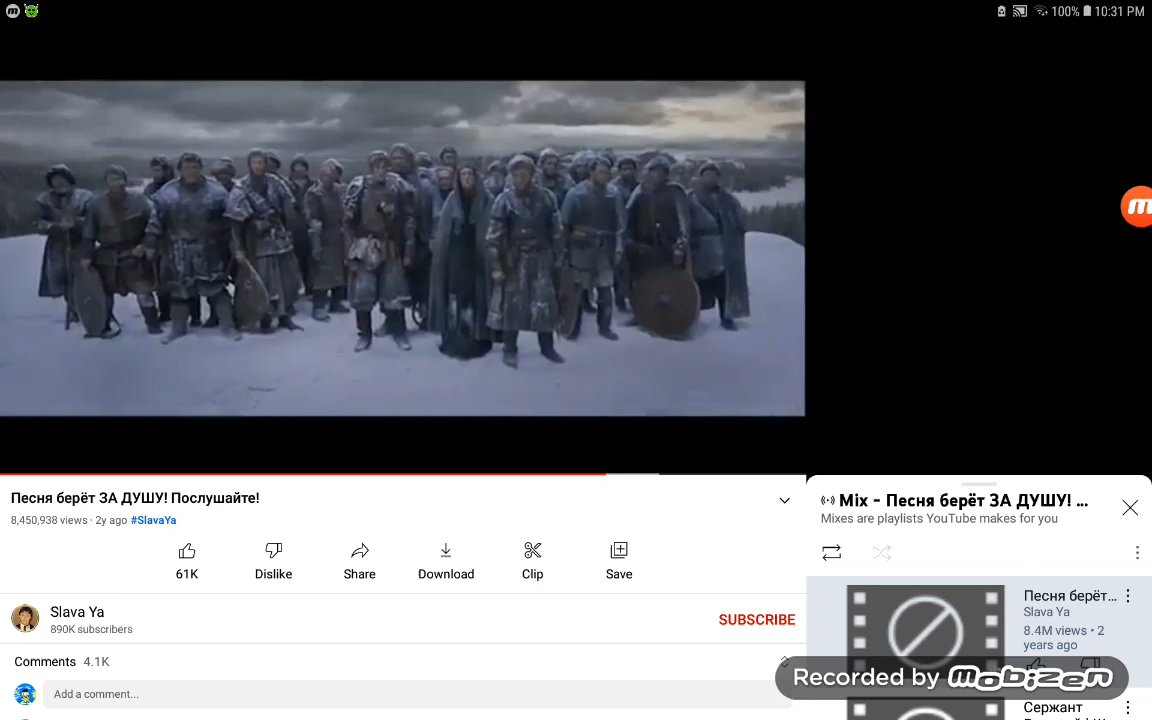 100% 10:31 PM
Песня берёт ЗА ДУШУ! Послушайте!
8,450,938 views · 2y ago #SlavaYa
61K
Dislike
Share
Download
Clip
Save
Slava Ya
890K subscribers
SUBSCRIBE
Comments 4.1K
Add a comment...
Mix - Песня берёт ЗА ДУШУ! ...
Mixes are playlists YouTube makes for you
Песня берёт...
Slava Ya
8.4M views • 2
years ago
Recorded by mobizen
Сержант